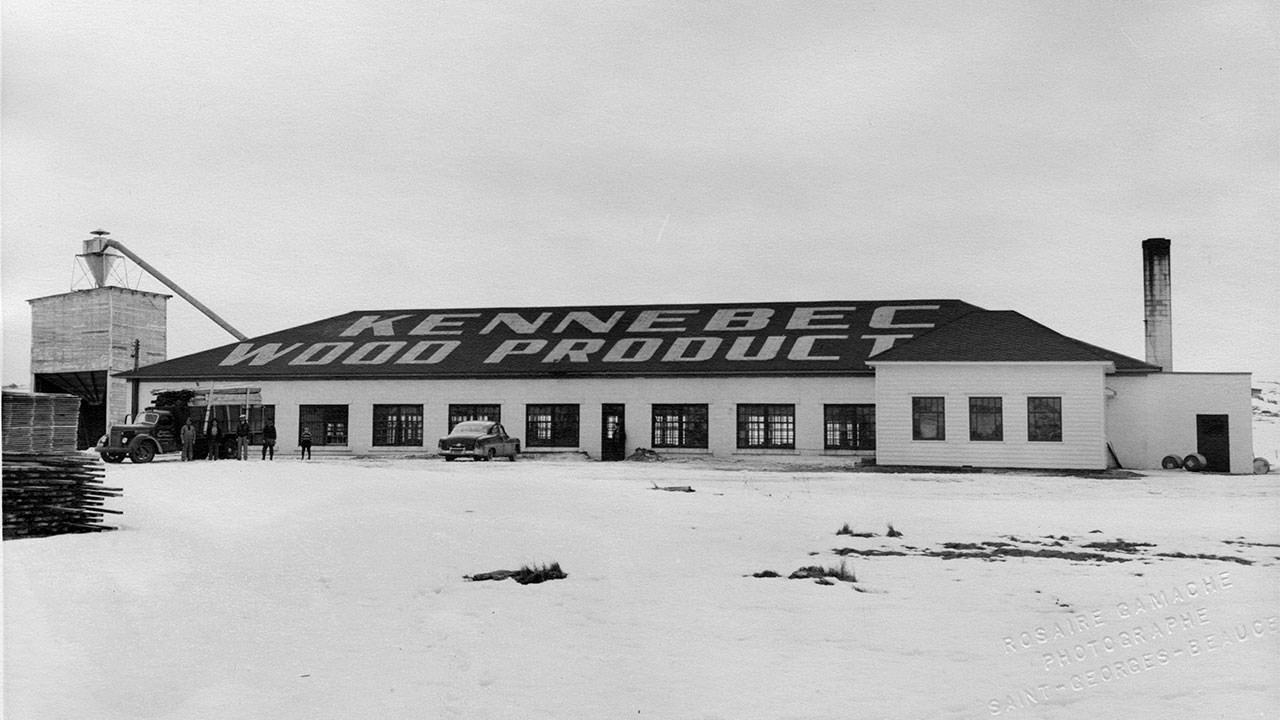 KENNEBEC
WOOD PRODUCT
ROSAIRE GAMACHE
PHOTOGRAPHE
SAINT-GEORGES-BEAUCE